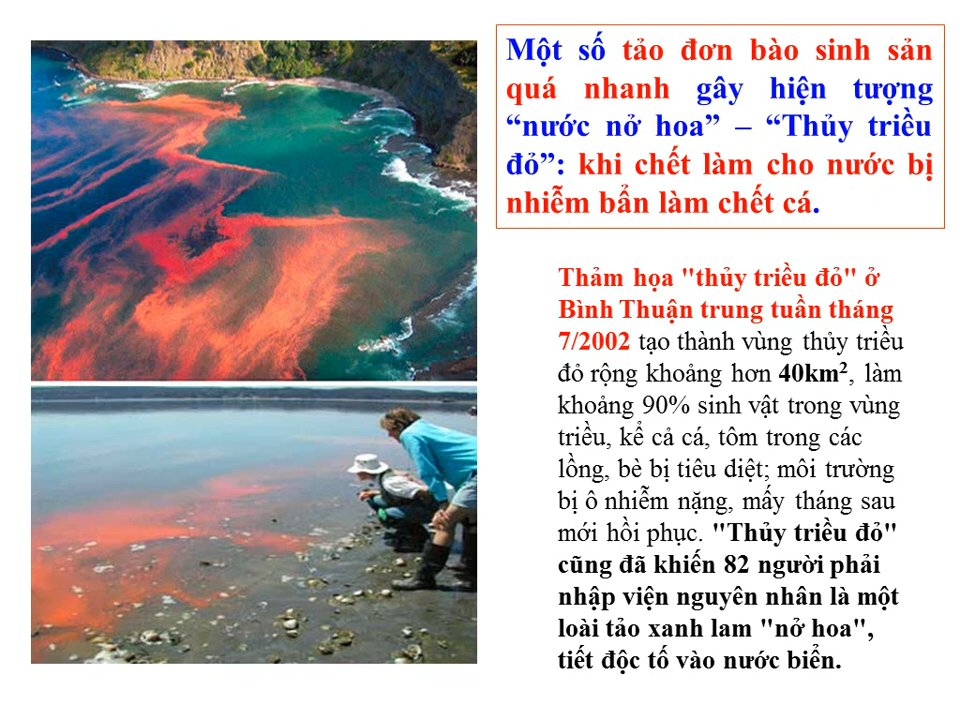 Một số tảo đơn bào sinh sản
quá nhanh gây hiện tượng
“nước nở hoa” – “Thủy triều
đỏ”: khi chết làm cho nước bị
nhiễm bẩn làm chết cá.
Thảm họa "thủy triều đỏ" ở
Bình Thuận trung tuần tháng
7/2002 tạo thành vùng thủy triều
đỏ rộng khoảng hơn 40km², làm
khoảng 90% sinh vật trong vùng
triều, kể cả cá, tôm trong các
lồng, bè bị tiêu diệt; môi trường
bị ô nhiễm nặng, mấy tháng sau
mới hồi phục. "Thủy triều đỏ"
cũng đã khiến 82 người phải
nhập viện nguyên nhân là một
loài tảo xanh lam "nở hoa",
tiết độc tố vào nước biển.